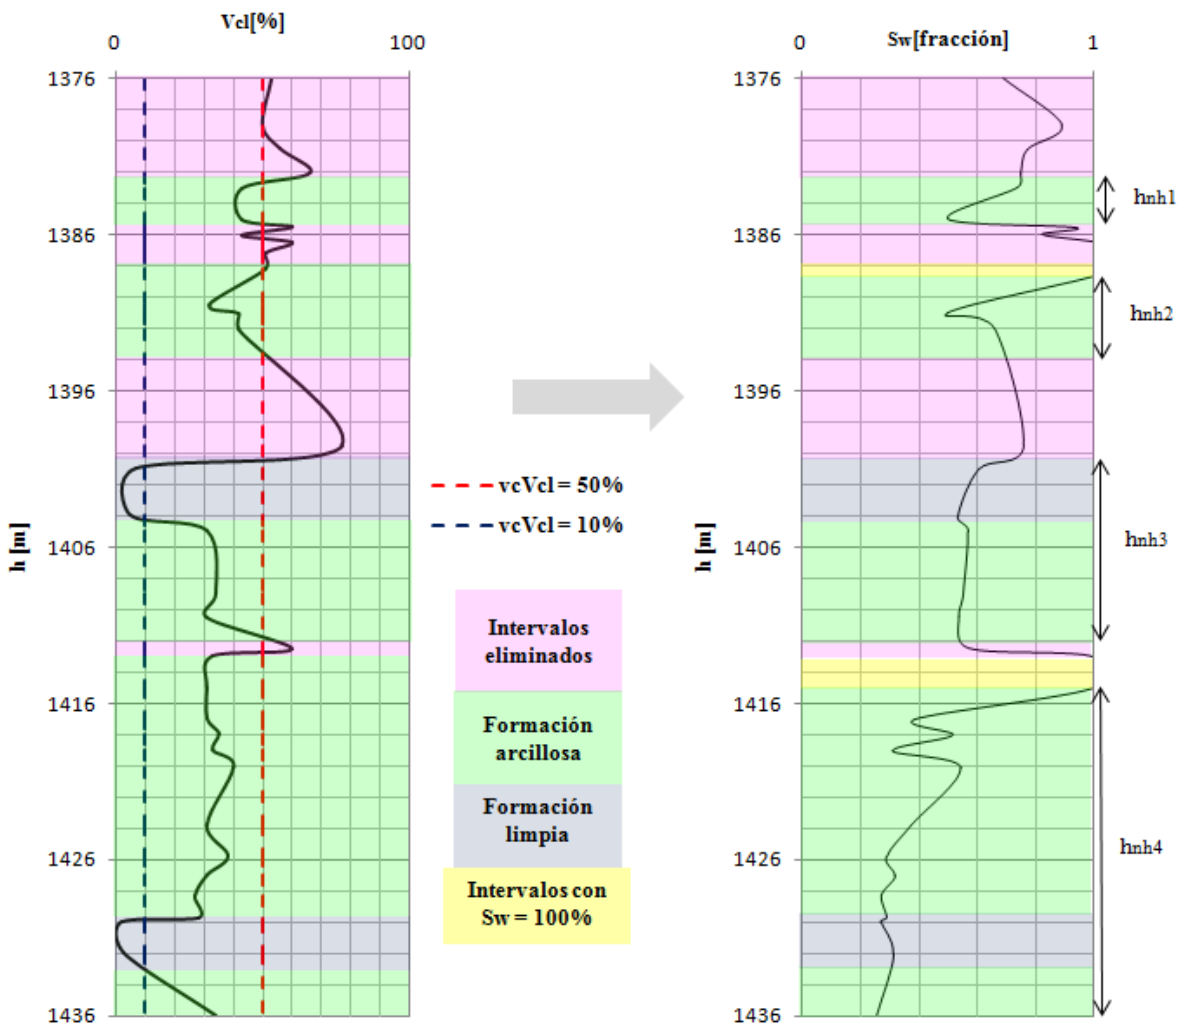 Vcl[%]
0
100
1376
1386
1396
1406
1416
1426
1436
h [m]
vcVcl = 50%
vcVcl = 10%
Intervalos
eliminados
Formación
arcillosa
Formación
limpia
Intervalos con
Sw = 100%
Sw[fracción]
0
1
1376
1386
1396
1406
1416
1426
1436
h [m]
hnh1
hnh2
hnh3
hnh4